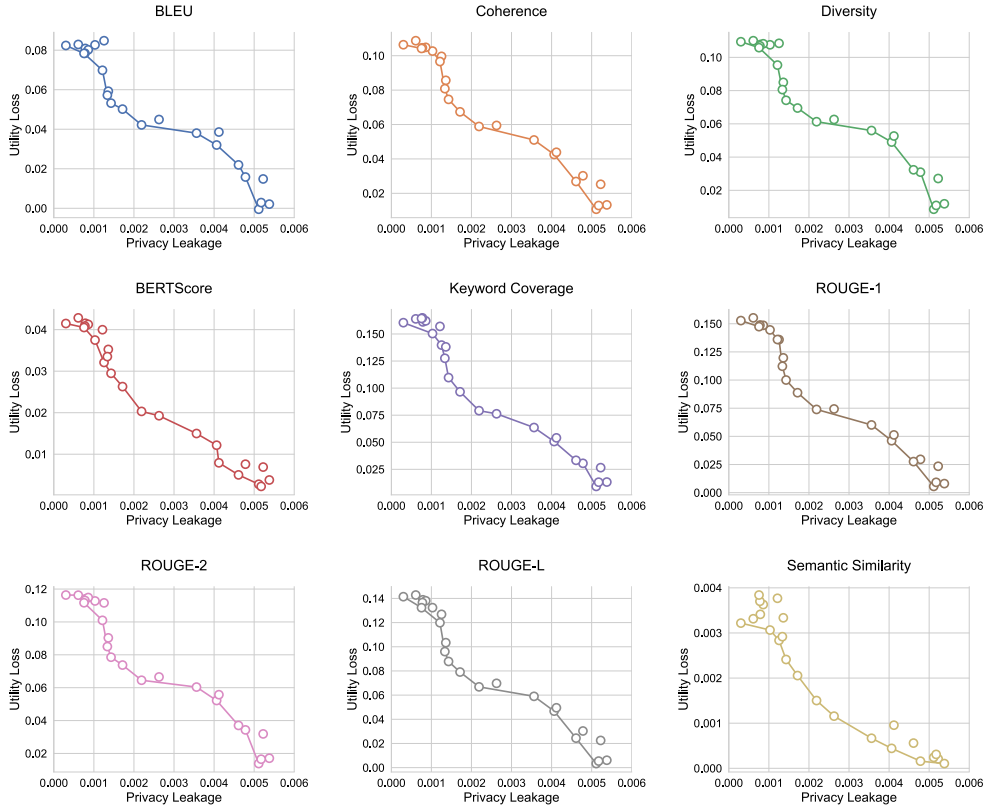 BLEU
Utility Loss
0.08
0.06
0.04
0.02
0.00
0.000 0.001 0.002 0.003 0.004 0.005 0.006
Privacy Leakage
Coherence
Utility Loss
0.10
0.08
0.06
0.04
0.02
0.000 0.001 0.002 0.003 0.004 0.005 0.006
Privacy Leakage
Diversity
Utility Loss
0.10
0.08
0.06
0.04
0.02
0.000 0.001 0.002 0.003 0.004 0.005 0.006
Privacy Leakage
BERTScore
Utility Loss
0.04
0.03
0.02
0.01
0.000 0.001 0.002 0.003 0.004 0.005 0.006
Privacy Leakage
Keyword Coverage
Utility Loss
0.150
0.125
0.100
0.075
0.050
0.025
0.000 0.001 0.002 0.003 0.004 0.005 0.006
Privacy Leakage
ROUGE-1
Utility Loss
0.150
0.125
0.100
0.075
0.050
0.025
0.000
0.000 0.001 0.002 0.003 0.004 0.005 0.006
Privacy Leakage
ROUGE-2
Utility Loss
0.12
0.10
0.08
0.06
0.04
0.02
0.000 0.001 0.002 0.003 0.004 0.005 0.006
Privacy Leakage
ROUGE-L
Utility Loss
0.14
0.12
0.10
0.08
0.06
0.04
0.02
0.00
0.000 0.001 0.002 0.003 0.004 0.005 0.006
Privacy Leakage
Semantic Similarity
Utility Loss
0.004
0.003
0.002
0.001
0.000
0.000 0.001 0.002 0.003 0.004 0.005 0.006
Privacy Leakage